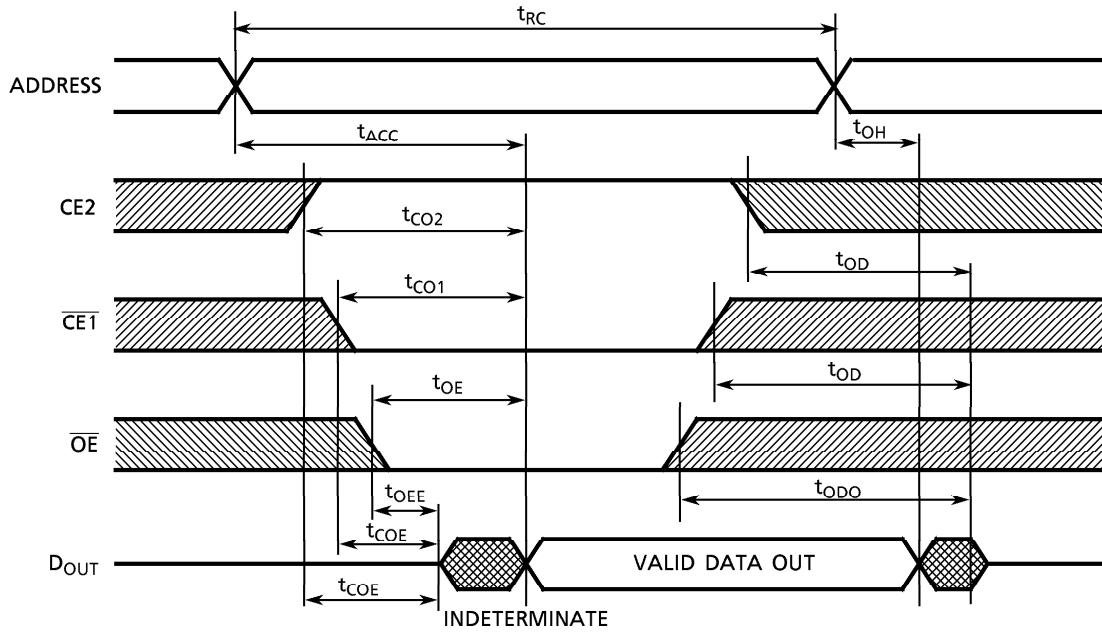 tRC
ADDRESS
tACC
tOH
CE2
tCO2
tOD
CE1
tCO1
tOD
OE
tOE
tODO
tOEE
tCOE
DOUT
VALID DATA OUT
tCOE
INDETERMINATE